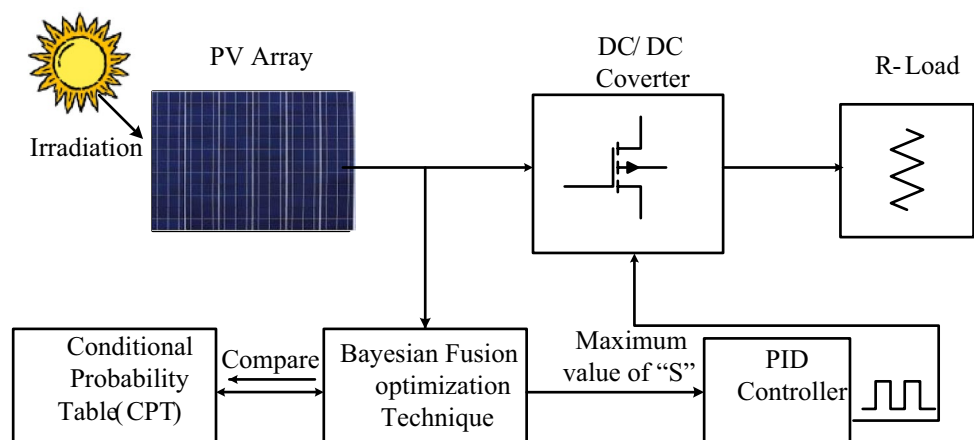 PV Array
DC/ DC
Coverter
R- Load
Irradiation
Conditional
Probability
Table( CPT)
Compare
Bayesian Fusion
optimization
Technique
Maximum
value of “S”
PID
Controller